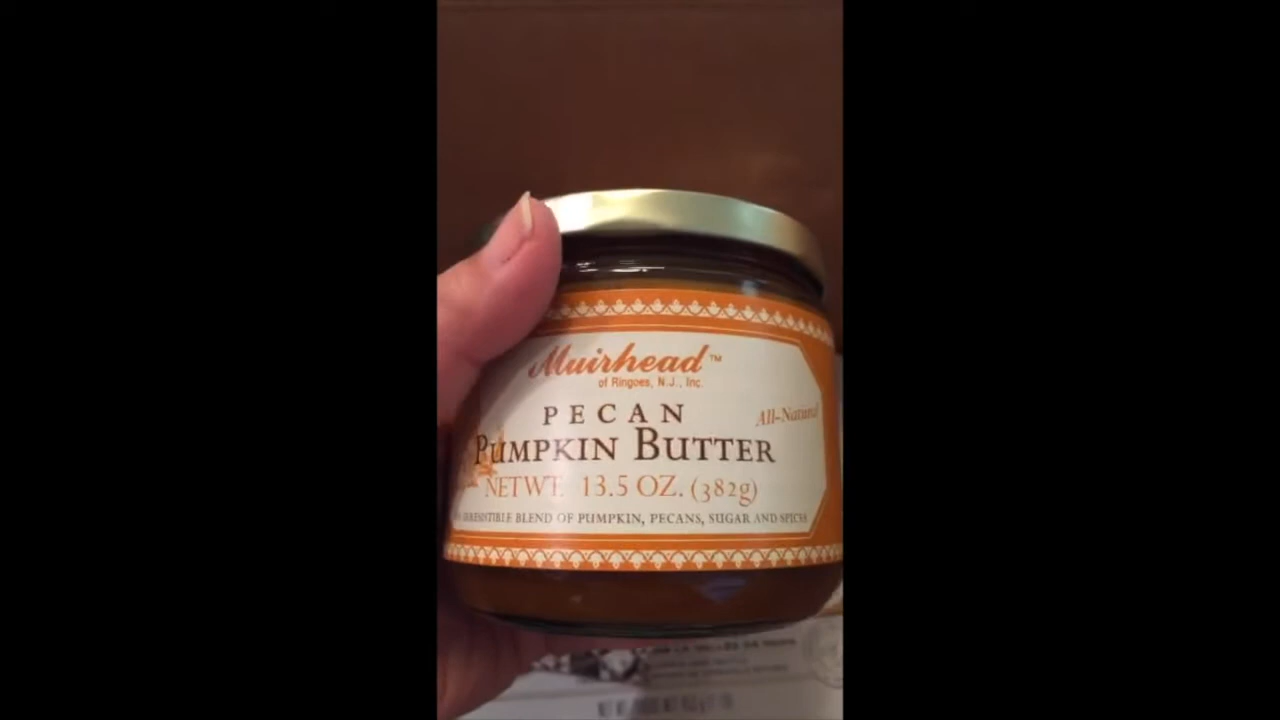 Muirhead™
of Ringoes, N.J., Inc.
PECAN
All-Natural
PUMPKIN BUTTER
NET WT. 13.5 OZ. (382g)
IRRESISTIBLE BLEND OF PUMPKIN, PECANS, SUGAR AND SPICES